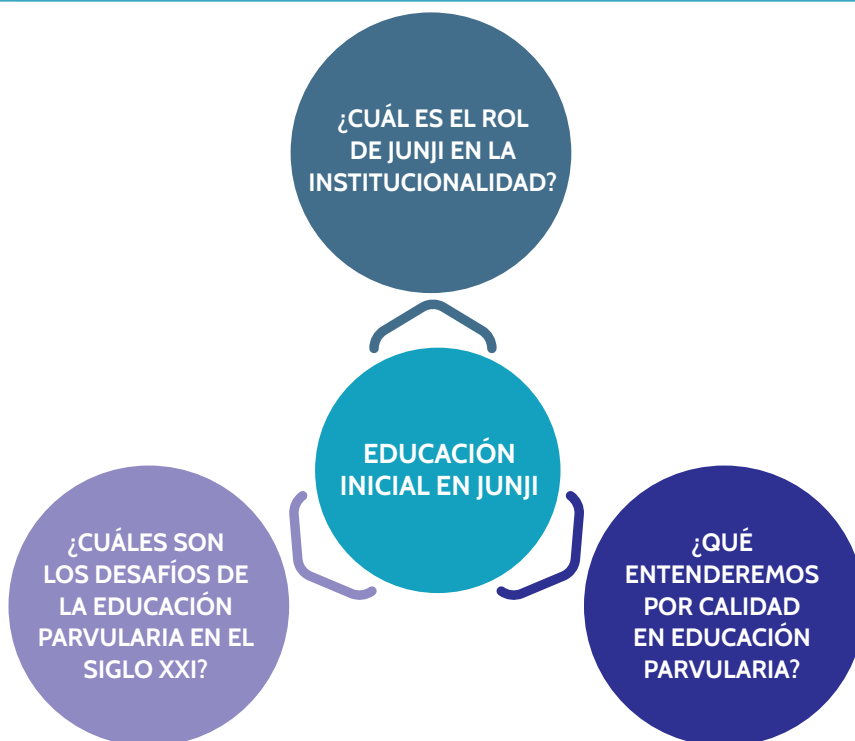 ¿CUÁL ES EL ROL
DE JUNJI EN LA
INSTITUCIONALIDAD?
EDUCACIÓN
INICIAL EN JUNJI
¿CUÁLES SON
LOS DESAFÍOS DE
LA EDUCACIÓN
PARVULARIA EN EL
SIGLO XXI?
¿QUÉ
ENTENDEREMOS
POR CALIDAD
EN EDUCACIÓN
PARVULARIA?